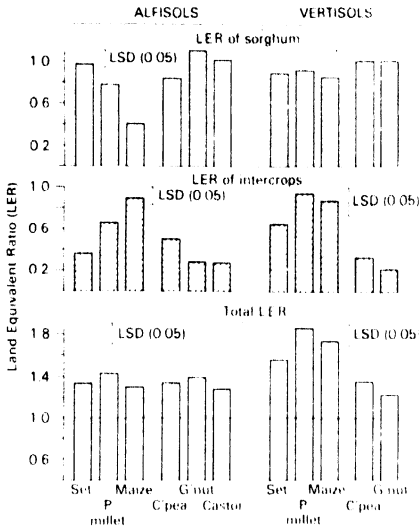 ALFISOLS VERTISOLS
LER of sorghum
LSD (0.05)
1.0
0.6
0.2
LER of intercrops
LSD (0.05) LSD (0.05)
1.0
0.6
0.2
Total LER
LSD (0.05) LSD (0.05)
1.8
1.4
1.0
0.6
Land Equivalent Ratio (LER)
Set Maize G'nut Set Maize G'nut
P millet C'pea Castor P millet C'pea